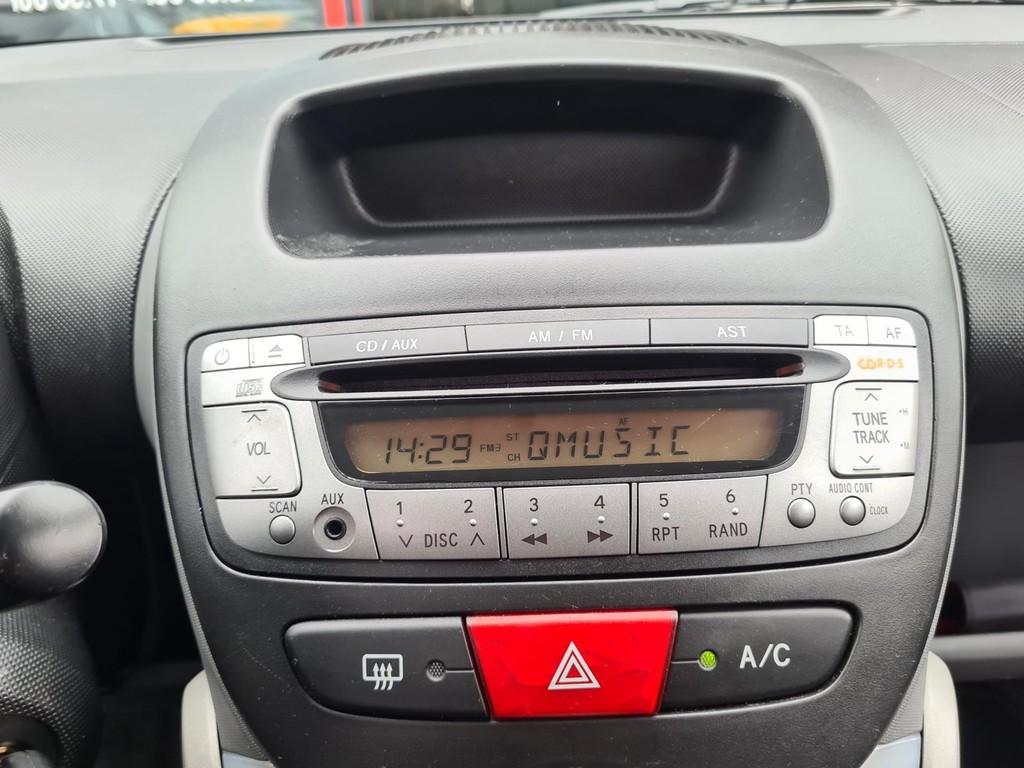 CD / AUX
AM / FM
AST
TA
AF
R·D·S
VOL
14:29
FM3
ST
CH
AF
QMUSIC
TUNE
TRACK
·H
·M
SCAN
AUX
1
2
DISC
3
4
5
6
RPT
RAND
PTY
AUDIO CONT
CLOCK
A/C